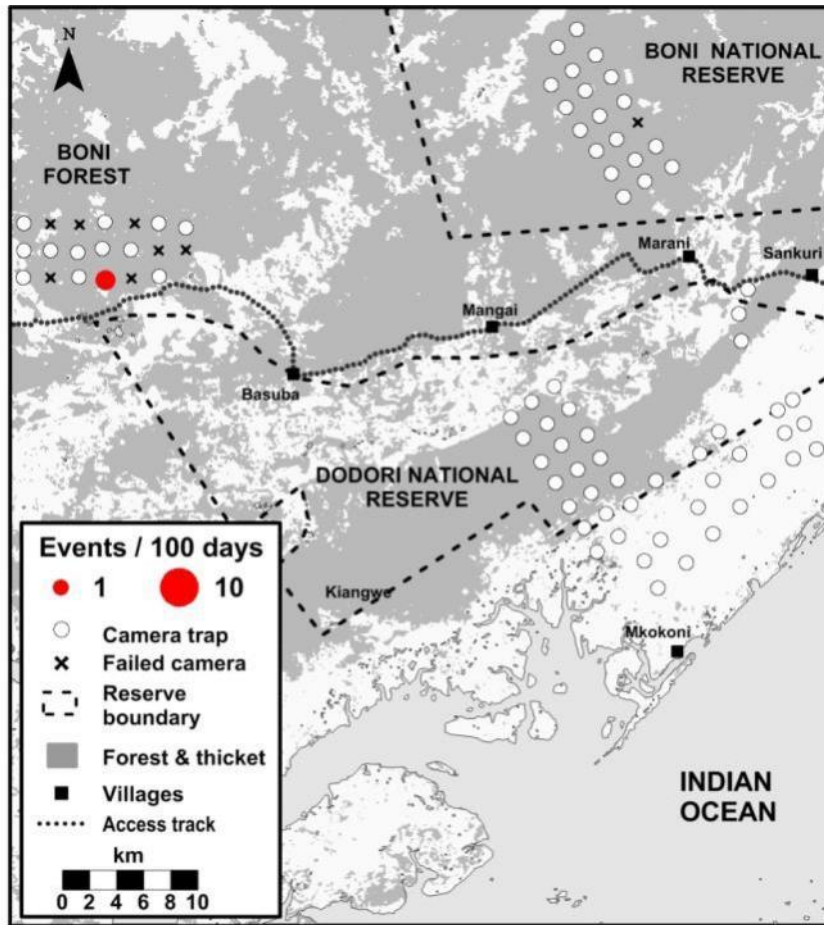 N
BONI NATIONAL
RESERVE
BONI
FOREST
Marani
Sankuri
Mangai
Basuba
DODORI NATIONAL
RESERVE
Kiangwe
Mkokoni
INDIAN
OCEAN
Events / 100 days
1 10
Camera trap
Failed camera
Reserve
boundary
Forest & thicket
Villages
Access track
km
0 2 4 6 8 10